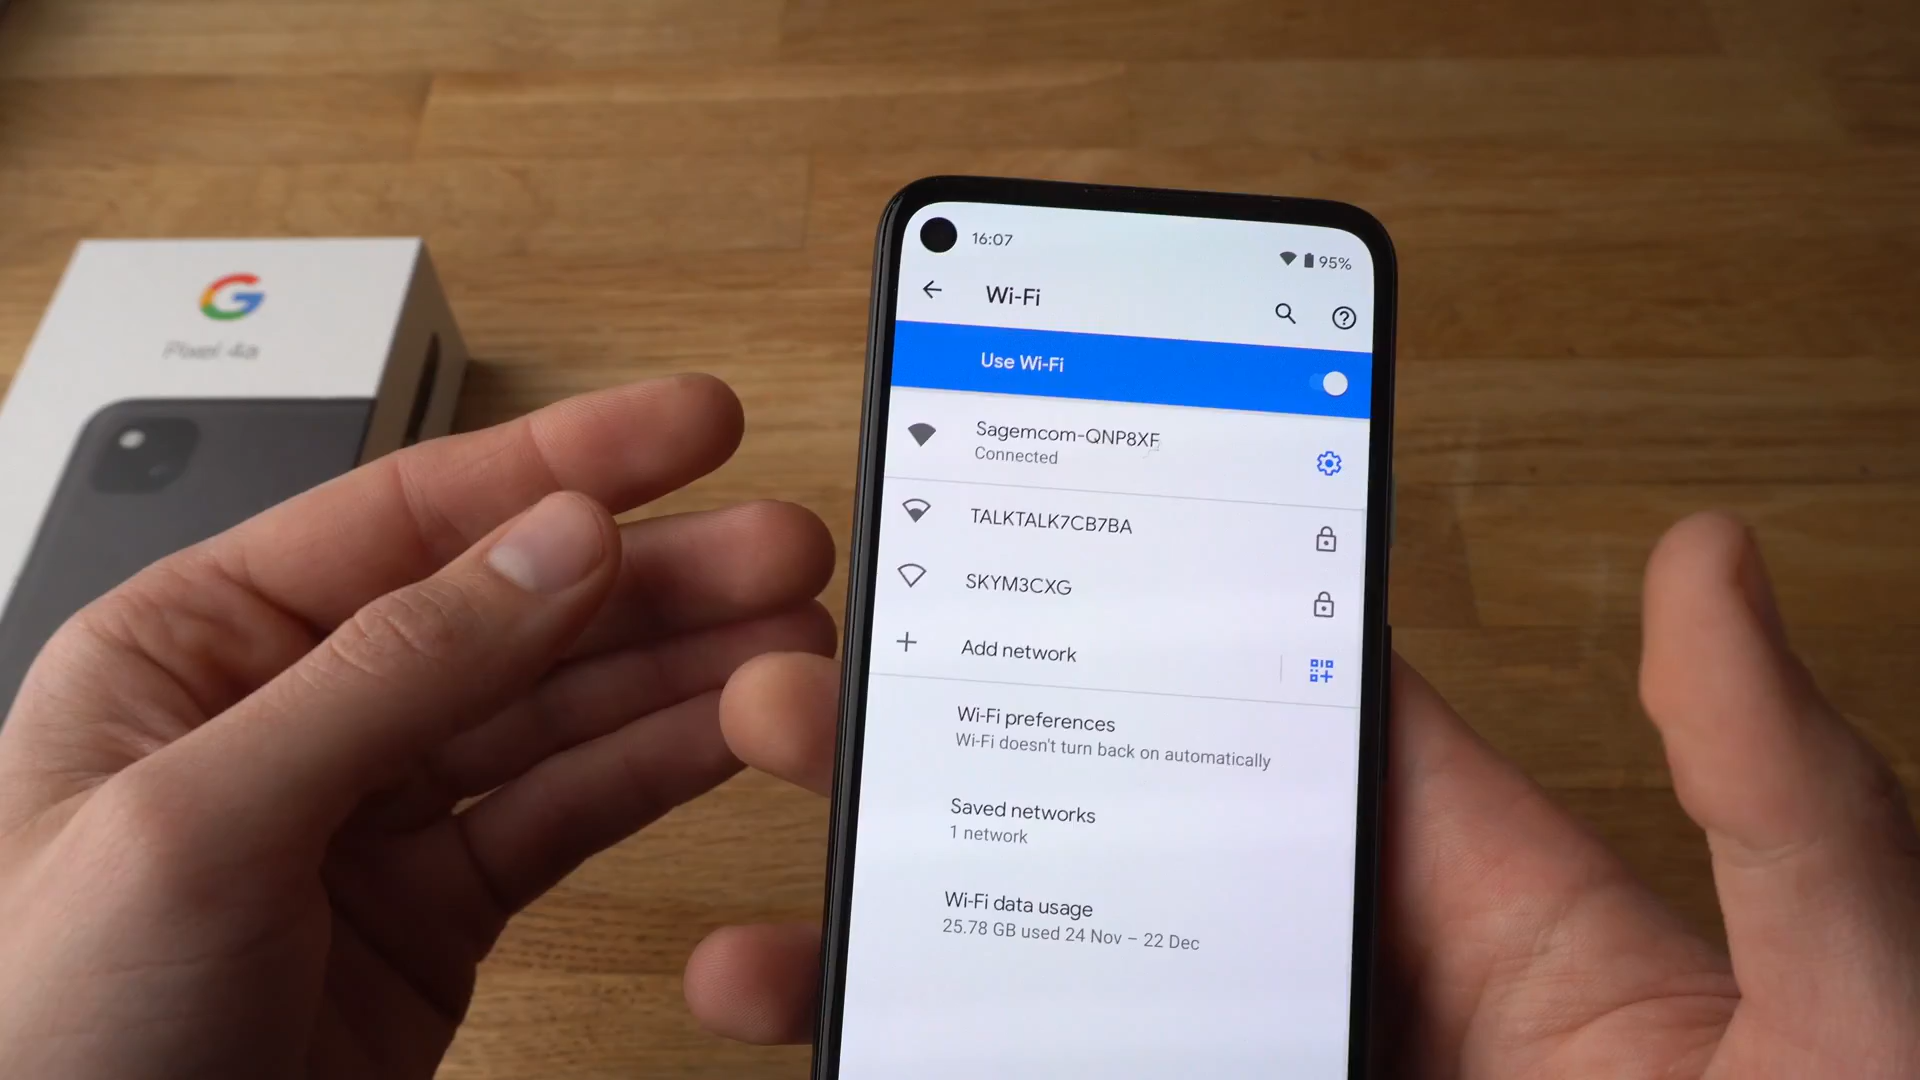 Pixel 4a
16:07
95%
Wi-Fi
Use Wi-Fi
Sagemcom-QNP8XF
Connected
TALKTALK7CB7BA
SKYM3CXG
Add network
Wi-Fi preferences
Wi-Fi doesn't turn back on automatically
Saved networks
1 network
Wi-Fi data usage
25.78 GB used 24 Nov – 22 Dec